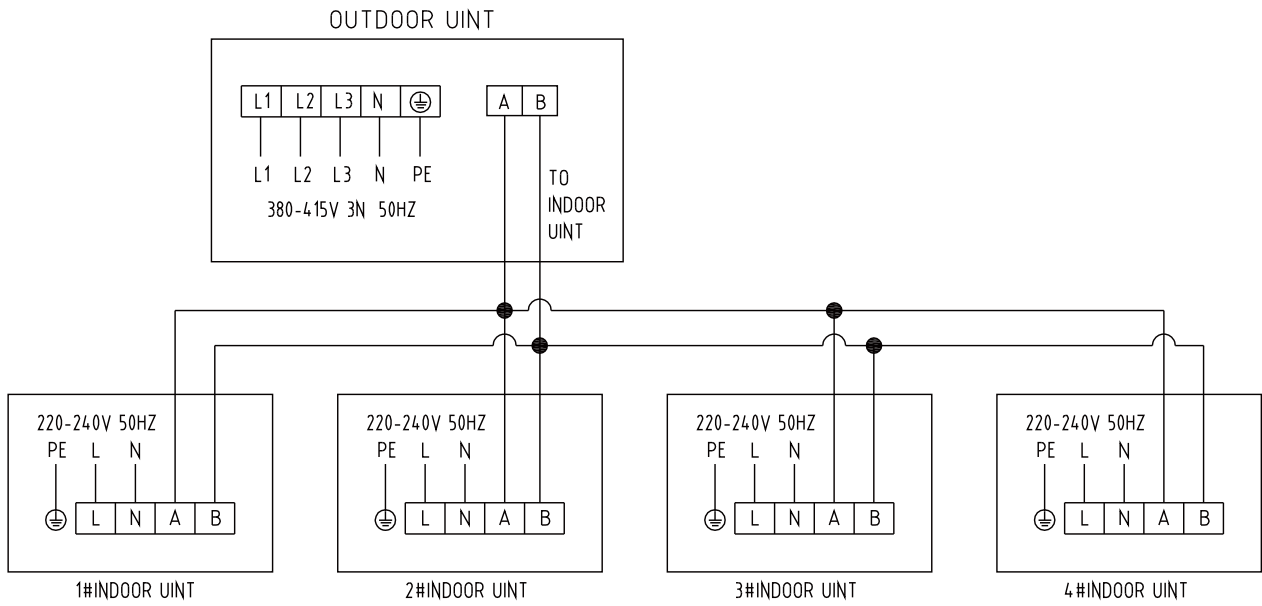 OUTDOOR UINT
L1 L2 L3 N A B
L1 L2 L3 N PE
380-415V 3N 50HZ
TO
INDOOR
UINT
220-240V 50HZ
PE L N
L N A B
1#INDOOR UINT
220-240V 50HZ
PE L N
L N A B
2#INDOOR UINT
220-240V 50HZ
PE L N
L N A B
3#INDOOR UINT
220-240V 50HZ
PE L N
L N A B
4#INDOOR UINT